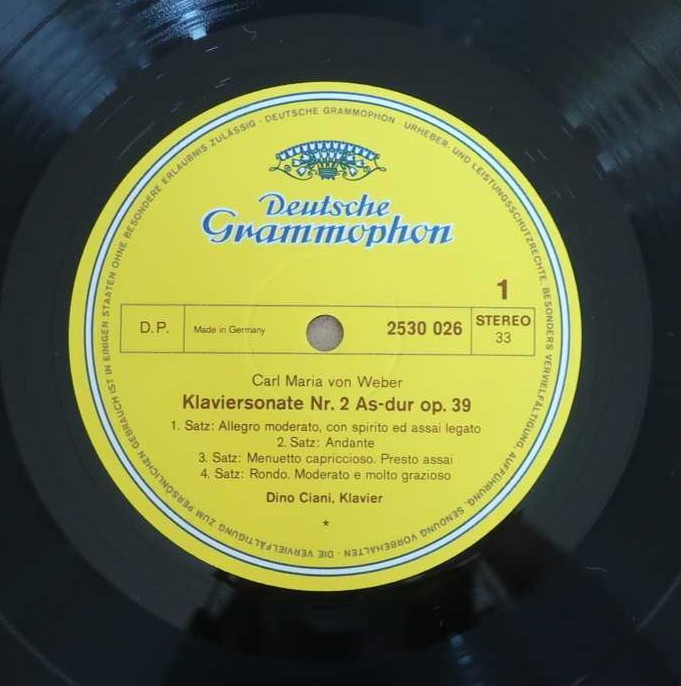 DEUTSCHE GRAMMOPHON · URHEBER- UND LEISTUNGSSCHUTZRECHTE, BESONDERS VERVIELFÄLTIGUNG, AUFFÜHRUNG, SENDUNG VORBEHALTEN · DIE VERVIELFÄLTIGUNG ZUM PERSÖNLICHEN GEBRAUCH IST IN EINIGEN STAATEN OHNE BESONDERE ERLAUBNIS ZULÄSSIG ·
Deutsche
Grammophon
1
D.P. Made in Germany 2530 026 STEREO
33
Carl Maria von Weber
Klaviersonate Nr. 2 As-dur op. 39
1. Satz: Allegro moderato, con spirito ed assai legato
2. Satz: Andante
3. Satz: Menuetto capriccioso. Presto assai
4. Satz: Rondo. Moderato e molto grazioso
Dino Ciani, Klavier
*